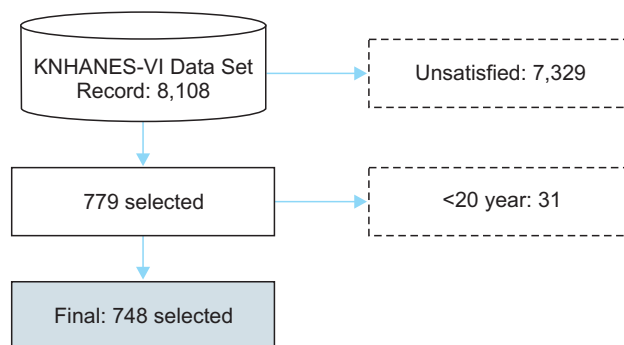 KNHANES-VI Data Set
Record: 8,108
Unsatisfied: 7,329
779 selected
<20 year: 31
Final: 748 selected